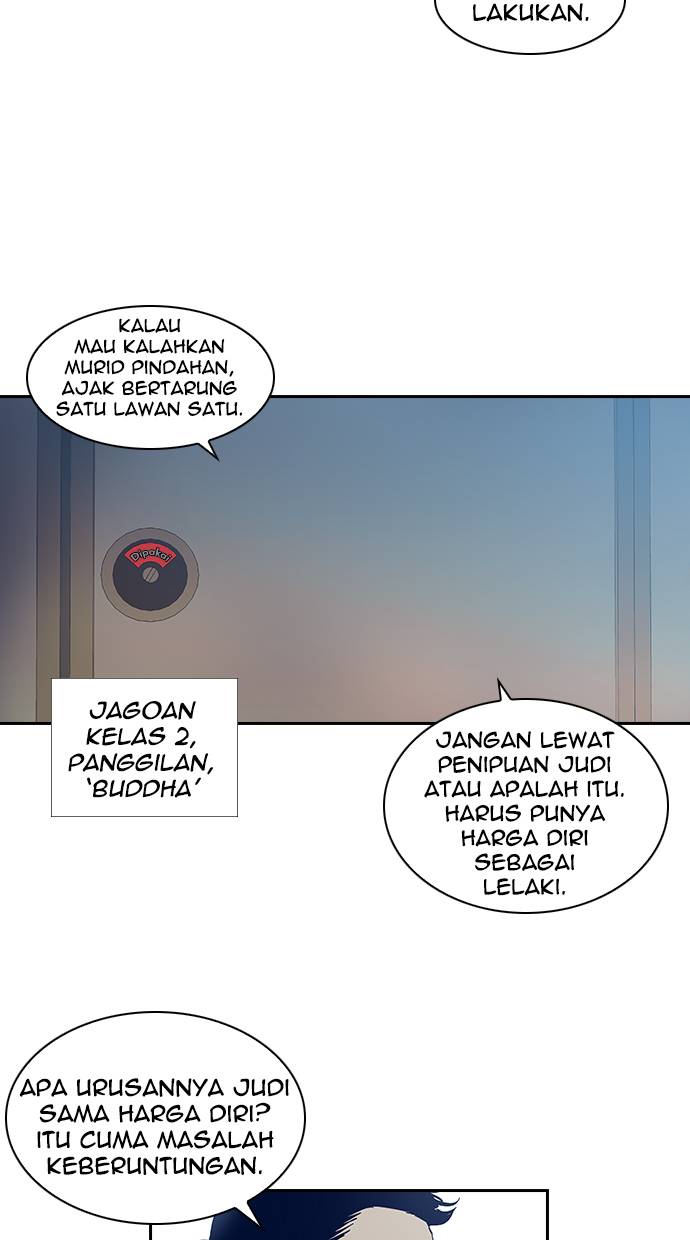 LAKUKAN.
KALAU
MAU KALAHKAN
MURID PINDAHAN,
AJAK BERTARUNG
SATU LAWAN SATU.
Dipakai
JAGOAN
KELAS 2,
PANGGILAN,
'BUDDHA'
JANGAN LEWAT
PENIPUAN JUDI
ATAU APALAH ITU.
HARUS PUNYA
HARGA DIRI
SEBAGAI
LELAKI.
APA URUSANNYA JUDI
SAMA HARGA DIRI?
ITU CUMA MASALAH
KEBERUNTUNGAN.